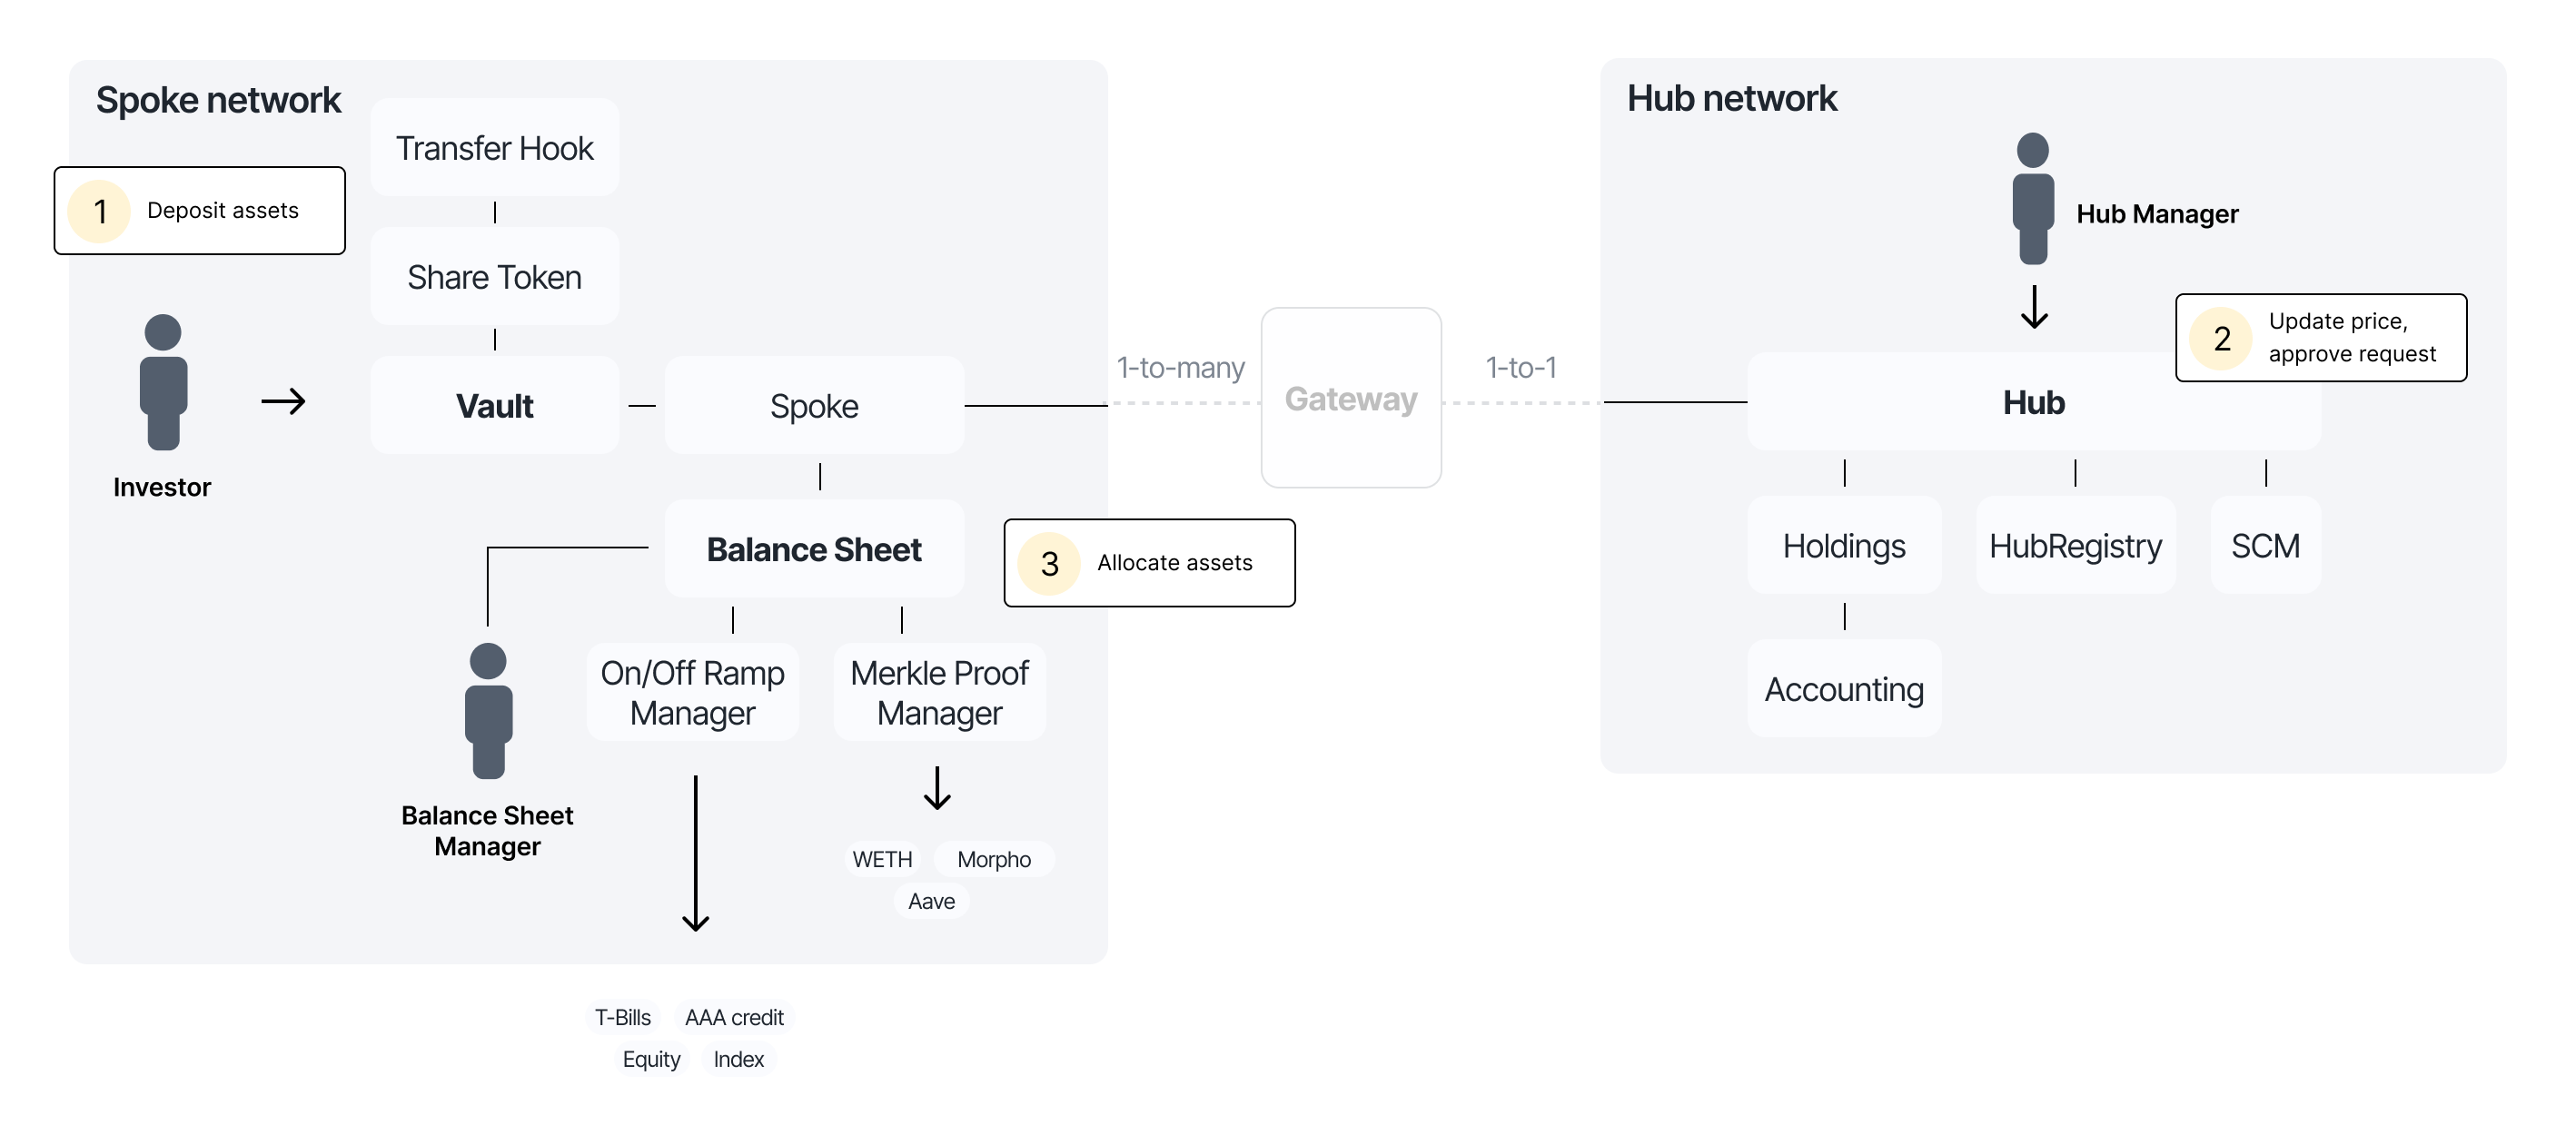 Spoke network
Transfer Hook
1
Deposit assets
Share Token
Investor
Vault
Spoke
Balance Sheet
3
Allocate assets
On/Off Ramp
Manager
Merkle Proof
Manager
Balance Sheet
Manager
WETH
Morpho
Aave
T-Bills
AAA credit
Equity
Index
1-to-many
Gateway
1-to-1
Hub network
Hub Manager
2
Update price,
approve request
Hub
Holdings
HubRegistry
SCM
Accounting